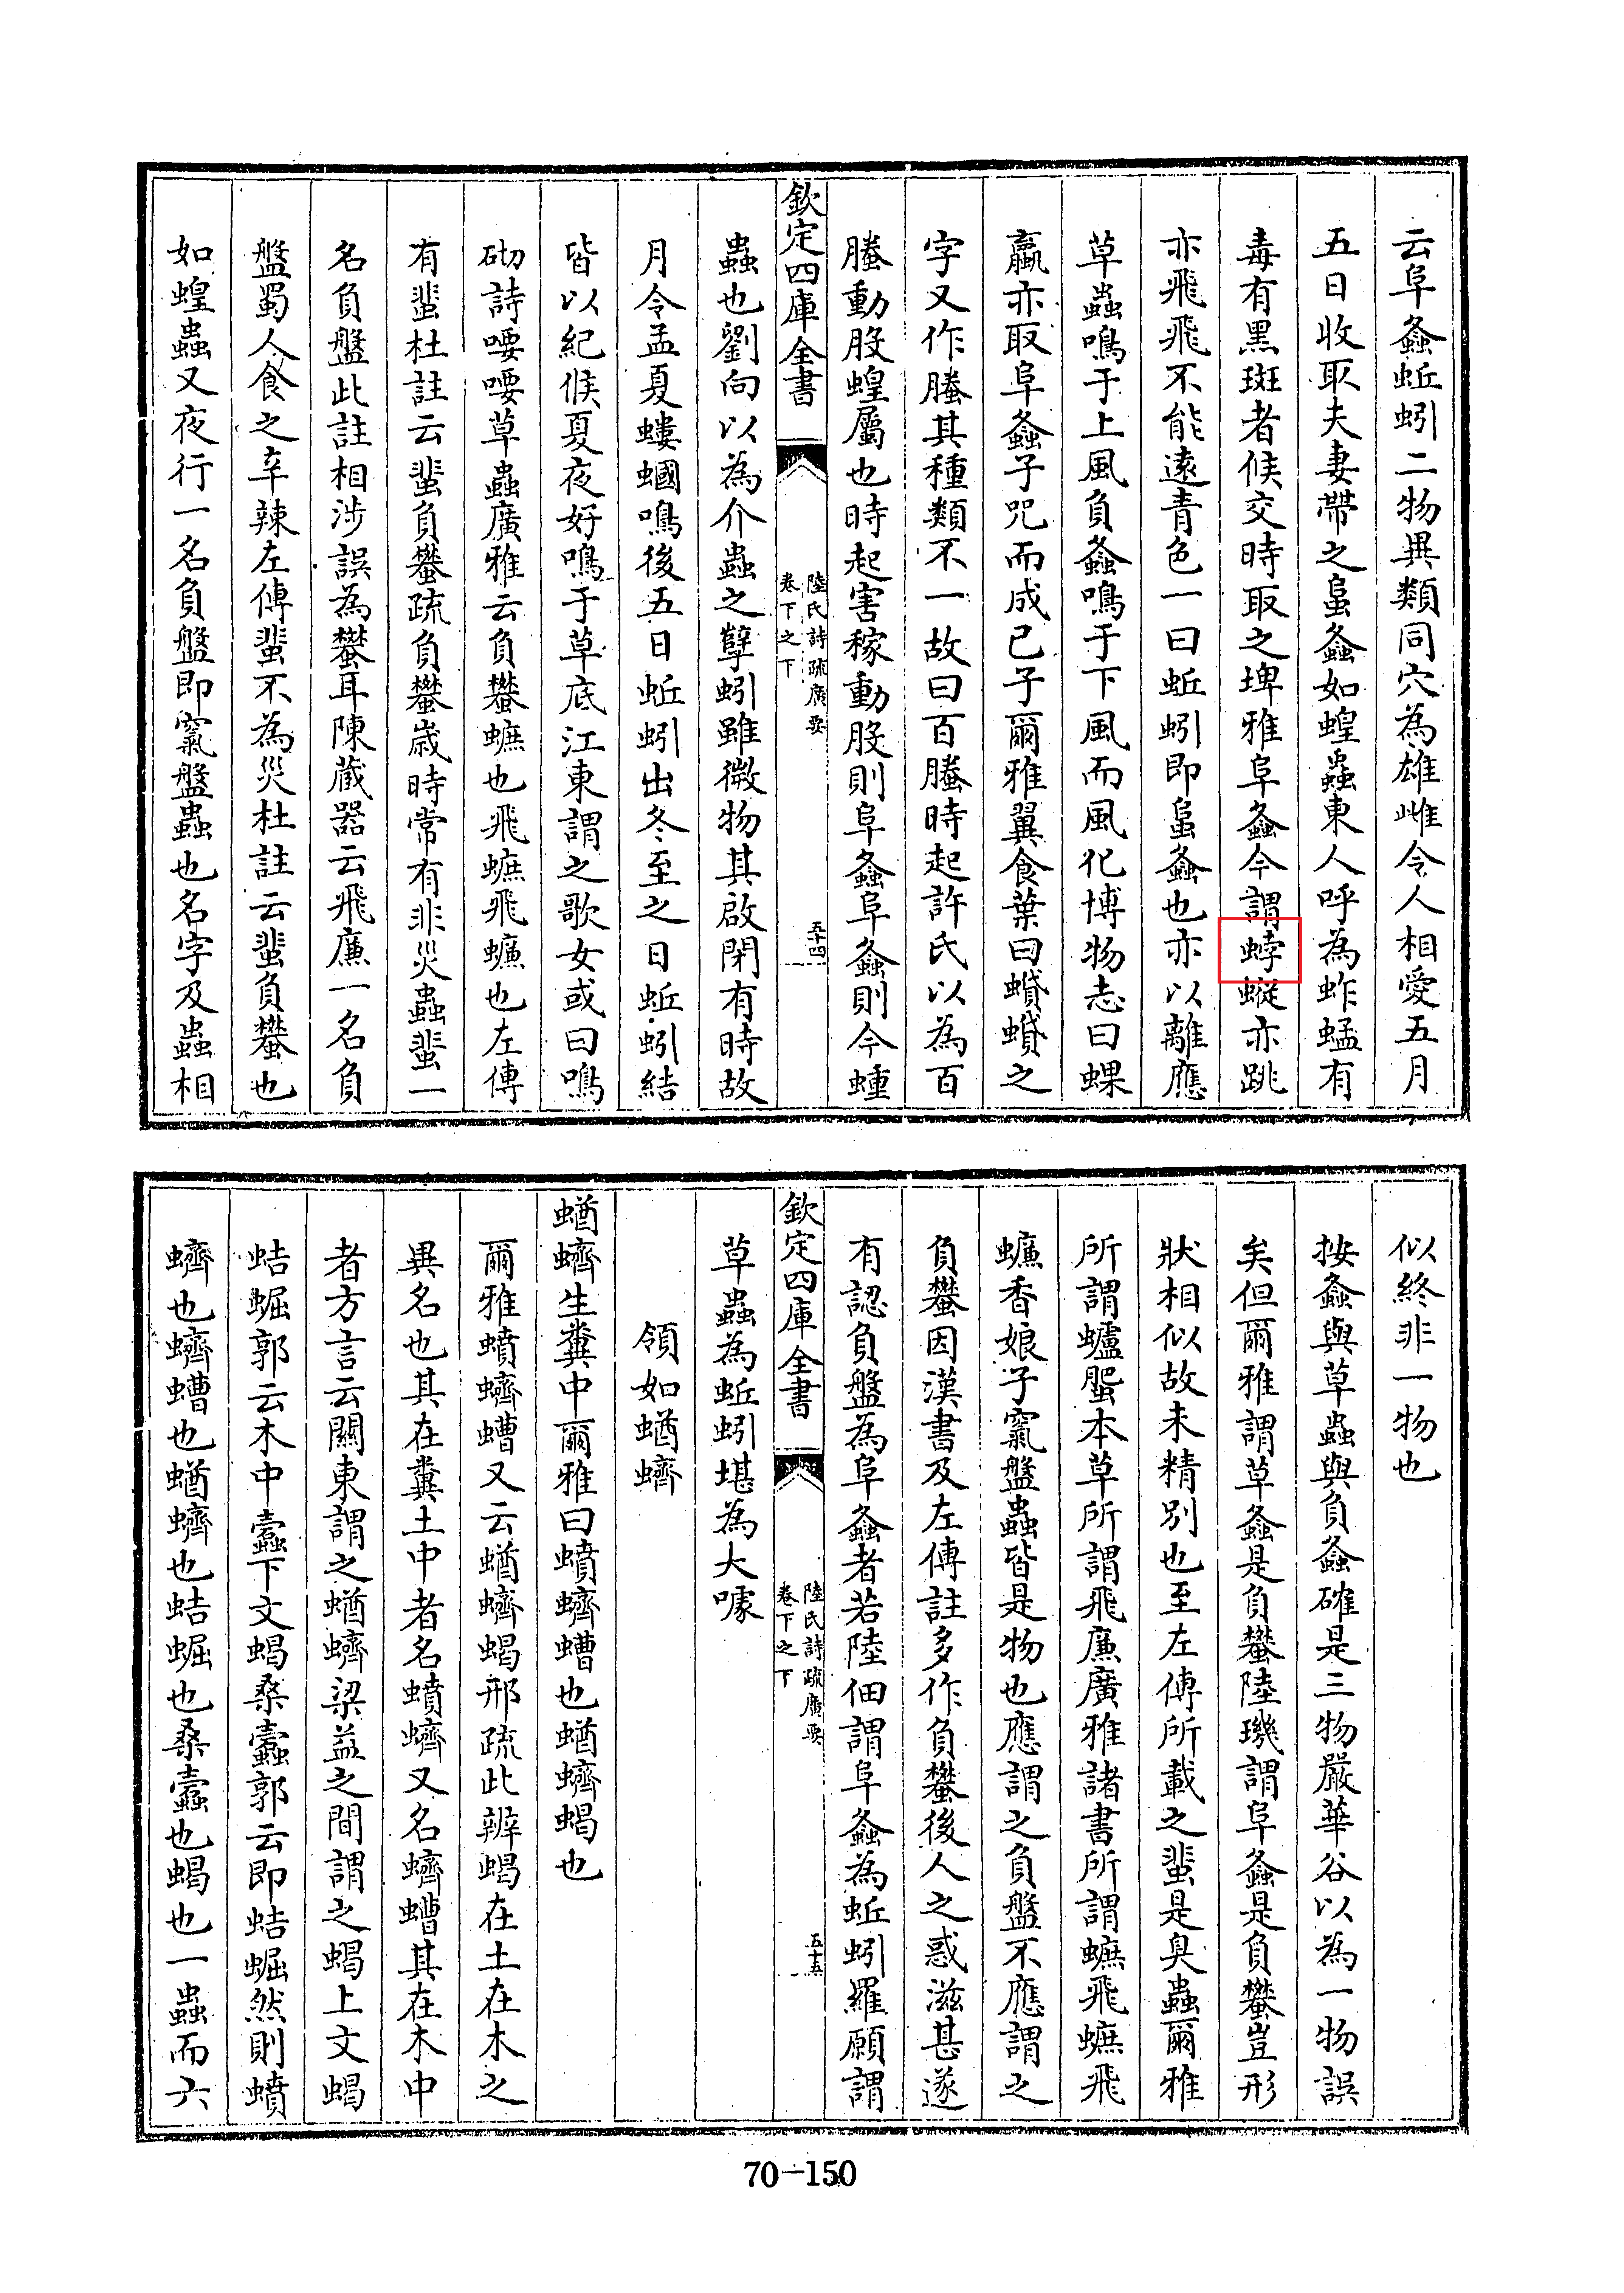 云阜螽蚯蚓二物異類同穴為雄雌令人相愛五月
五日收取夫妻帶之䘀螽如蝗蟲東人呼為蚱蜢有
毒有黑斑者候交時取之埤雅阜螽今謂蛬䗥亦跳
亦飛飛不能遠青色一曰蚯蚓即䘀螽也亦以離應
草蟲鳴于上風負螽鳴于下風而風化博物志曰蜾
蠃亦取阜螽子咒而成已子爾雅翼食葉曰蟘蟘之
字又作螣其種類不一故曰百螣時起許氏以為百
螣動股蝗屬也時起害稼動股則阜螽阜螽則今蝩
欽定四庫全書
陸氏詩疏廣要
卷下之下
五十四
蟲也劉向以為介蟲之孽蚓雖微物其啟閉有時故
月令孟夏螻蟈鳴後五日蚯蚓出冬至之日蚯蚓結
皆以紀候夏夜好鳴于草底江東謂之歌女或曰鳴
砌詩喓喓草蟲廣雅云負蠜蟅也飛蟅飛蠊也左傳
有蜚杜註云蜚負蠜疏負蠜歲時常有非災蟲蜚一
名負盤此註相涉誤為蠜耳陳藏器云飛廉一名負
盤蜀人食之辛辣左傳蜚不為災杜註云蜚負蠜也
如蝗蟲又夜行一名負盤即𥧔盤蟲也名字及蟲相
似終非一物也
按螽與草蟲與負螽確是三物嚴華谷以為一物誤
矣但爾雅謂草螽是負蠜陸璣謂阜螽是負蠜豈形
狀相似故未精別也至左傳所載之蜚是臭蟲爾雅
所謂蠦蜰本草所謂飛廉廣雅諸書所謂蟅飛蟅飛
蠊香娘子𥧔盤蟲皆是物也應謂之負盤不應謂之
負蠜因漢書及左傳註多作負蠜後人之惑滋甚遂
有認負盤為阜螽者若陸佃謂阜螽為蚯蚓羅願謂
欽定四庫全書
陸氏詩疏廣要
卷下之下
五十五
草蟲為蚯蚓堪為大噱
領如蝤蠐
蝤蠐生糞中爾雅曰蟦蠐螬也蝤蠐蝎也
爾雅蟦蠐螬又云蝤蠐蝎邢疏此辨蝎在土在木之
異名也其在糞土中者名蟦蠐又名蠐螬其在木中
者方言云關東謂之蝤蠐梁益之間謂之蝎上文蝎
蛣𧌑郭云木中蠹下文蝎桑蠹郭云即蛣𧌑然則蟦
蠐也蠐螬也蝤蠐也蛣𧌑也桑蠹也蝎也一蟲而六
70-150